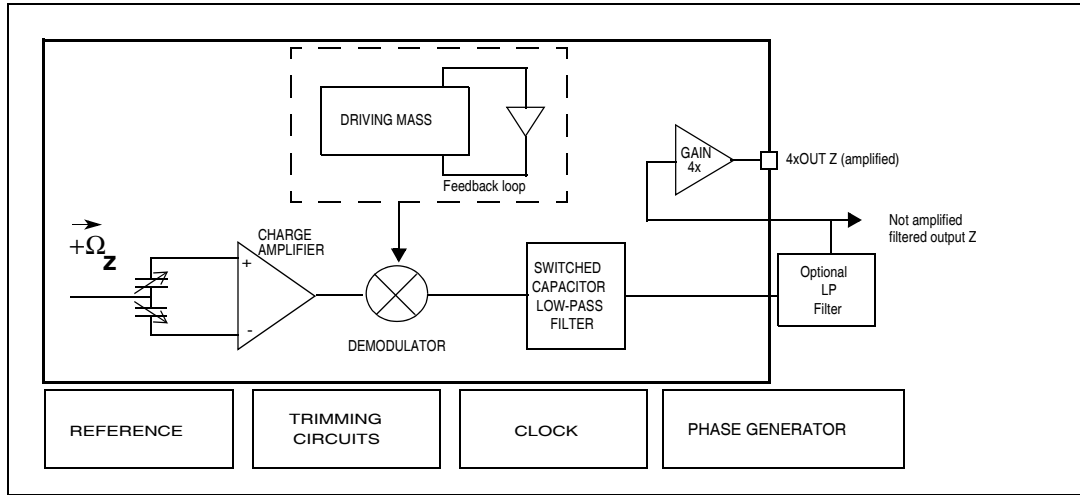 DRIVING MASS
Feedback loop
GAIN
4x
4xOUT Z (amplified)
Not amplified
filtered output Z
+Ω
z
CHARGE
AMPLIFIER
+
-
DEMODULATOR
SWITCHED
CAPACITOR
LOW-PASS
FILTER
Optional
LP
Filter
REFERENCE
TRIMMING
CIRCUITS
CLOCK
PHASE GENERATOR